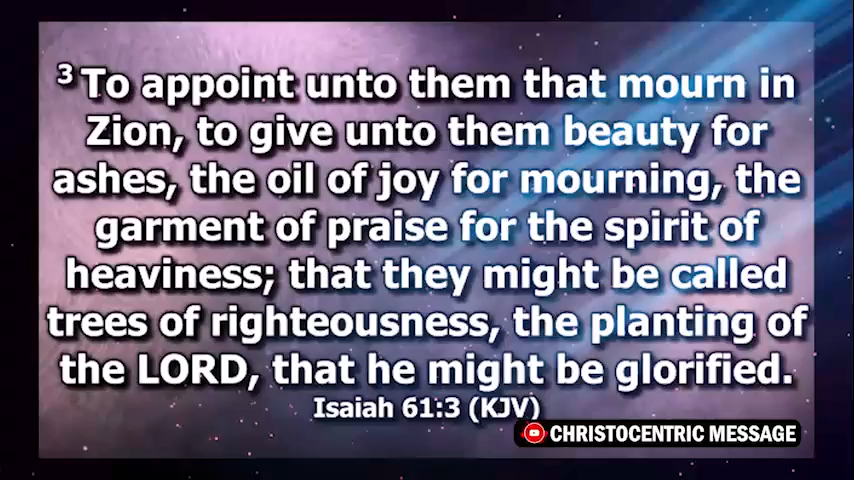 3 To appoint unto them that mourn in
Zion, to give unto them beauty for
ashes, the oil of joy for mourning, the
garment of praise for the spirit of
heaviness; that they might be called
trees of righteousness, the planting of
the LORD, that he might be glorified.
Isaiah 61:3 (KJV)
CHRISTOCENTRIC MESSAGE